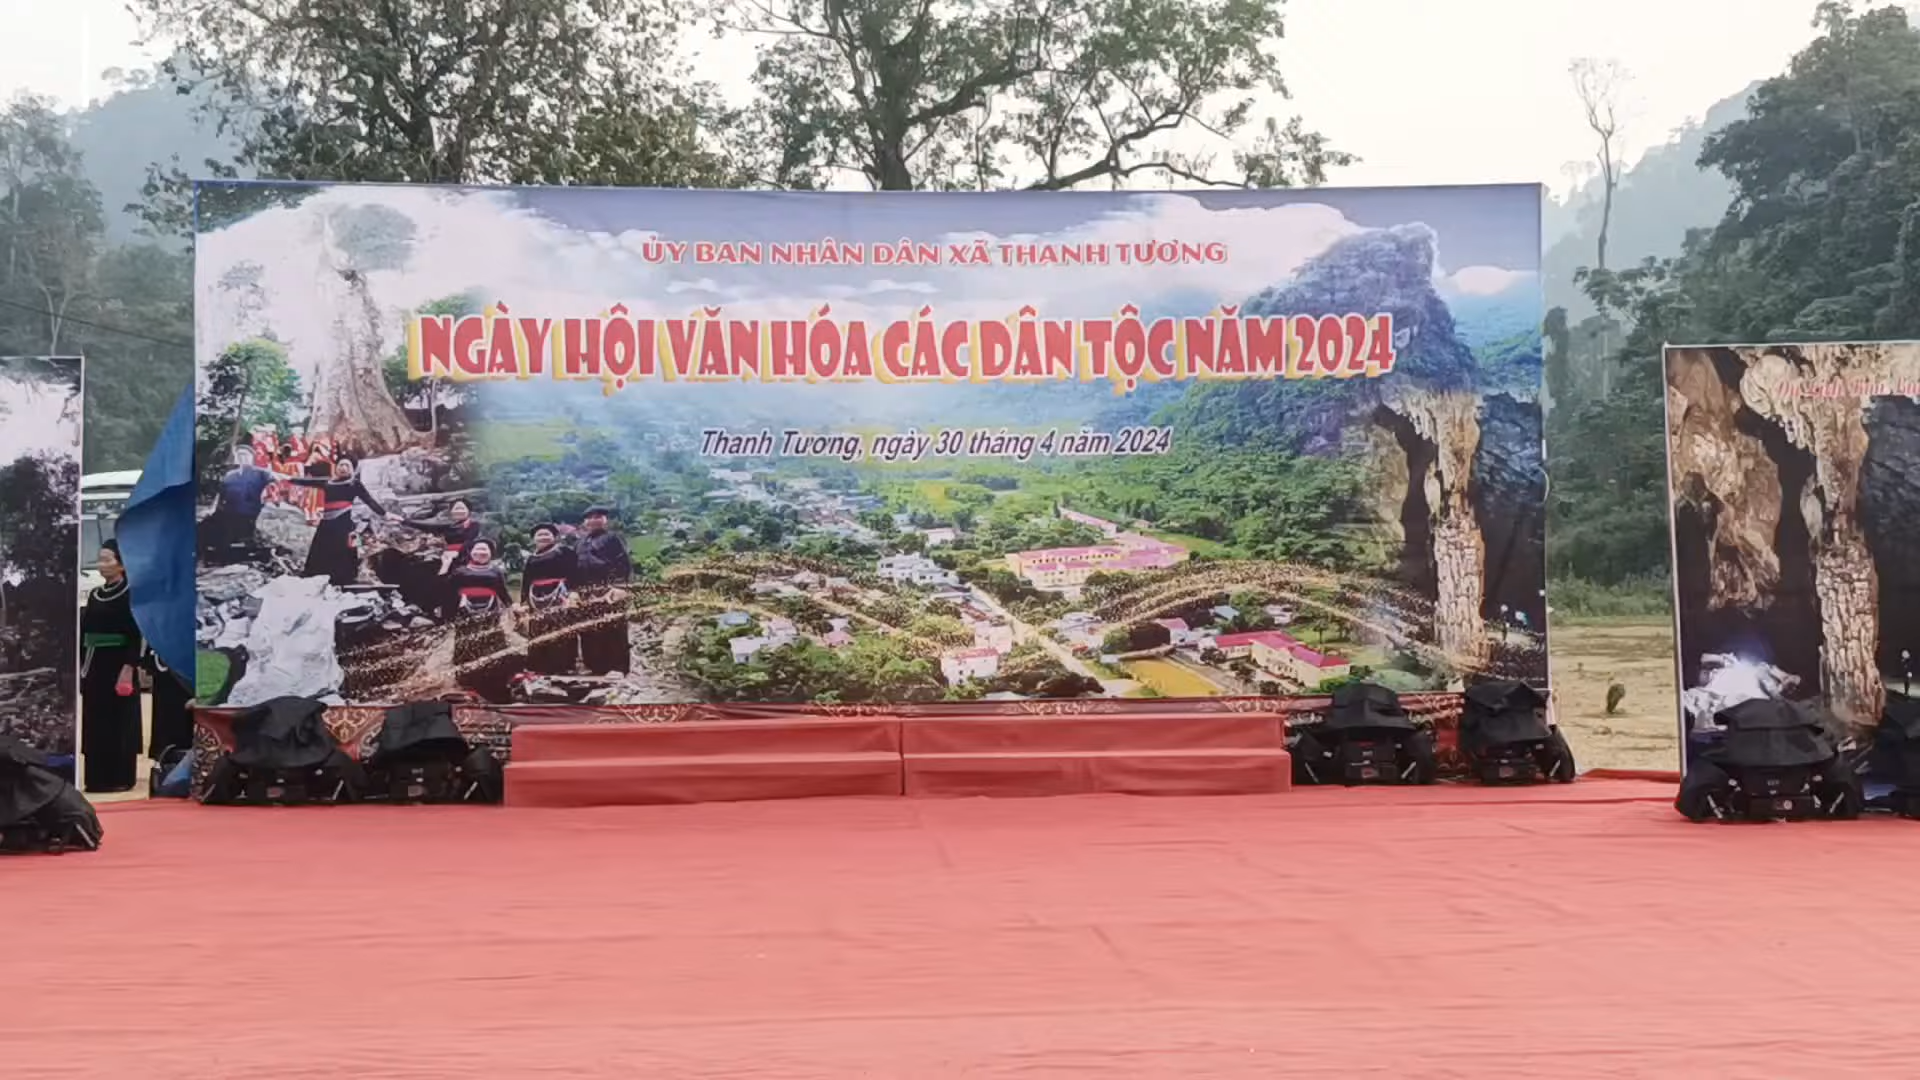 ỦY BAN NHÂN DÂN XÃ THANH TƯƠNG
NGÀY HỘI VĂN HÓA CÁC DÂN TỘC NĂM 2024
Thanh Tương, ngày 30 tháng 4 năm 2024